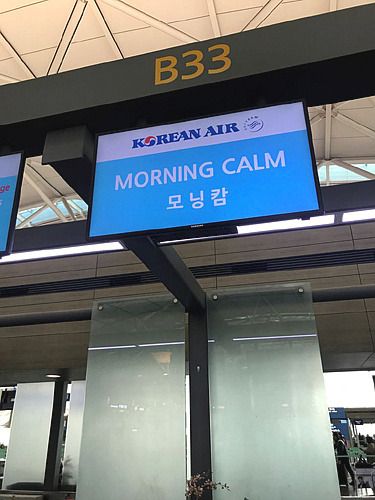 B33
KOREAN AIR
MORNING CALM
모닝캄